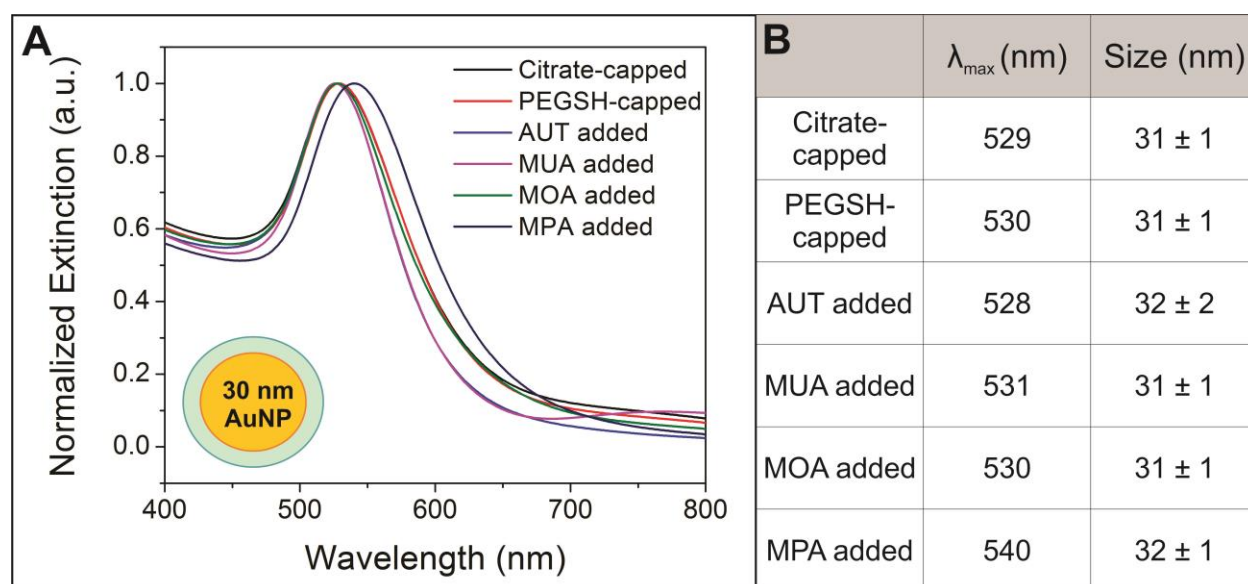 A
Citrate-capped
PEGSH-capped
AUT added
MUA added
MOA added
MPA added
Normalized Extinction (a.u.)
1.0
0.8
0.6
0.4
0.2
0.0
30 nm
AuNP
400
500
600
700
800
Wavelength (nm)
B
λmax (nm)
Size (nm)
Citrate-
capped
529
31 ± 1
PEGSH-
capped
530
31 ± 1
AUT added
528
32 ± 2
MUA added
531
31 ± 1
MOA added
530
31 ± 1
MPA added
540
32 ± 1